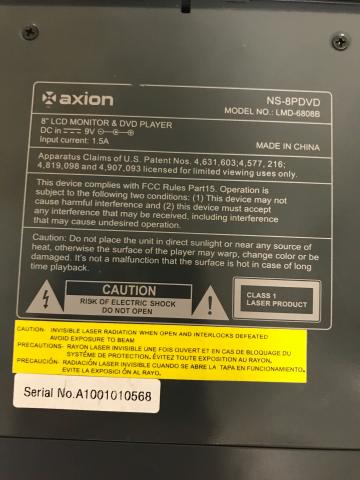 axion
NS-8PDVD
MODEL NO.: LMD-6808B
8" LCD MONITOR & DVD PLAYER
DC in 9V
Input current: 1.5A
MADE IN CHINA
Apparatus Claims of U.S. Patent Nos. 4,631,603;4,577, 216;
4,819,098 and 4,907,093 licensed for limited viewing uses only.
This device complies with FCC Rules Part15. Operation is
subject to the following two conditions: (1) This device may not
cause harmful interference and (2) this device must accept
any interference that may be received, including interference
that may cause undesired operation.
Caution: Do not place the unit in direct sunlight or near any source of
heat, otherwise the surface of the player may warp, change color or be
damaged. It's not a malfunction that the surface is hot in case of long
time playback.
CAUTION
RISK OF ELECTRIC SHOCK
DO NOT OPEN
CLASS 1
LASER PRODUCT
CAUTION- INVISIBLE LASER RADIATION WHEN OPEN AND INTERLOCKS DEFEATED
AVOID EXPOSURE TO BEAM
PRECAUTIONS- RAYON LASER INVISIBLE UNE FOIS OUVERT ET EN CAS DE BLOQUAGE DU
SYSTÉME DE PROTECTION. ÉVITEZ TOUTE EXPOSITION AU RAYON.
PRECAUCIÓN- RADIACIÓN LASER INVISIBLE CUANDO SE ABRE LA TAPA EN FUNCIONAMIENTO.
EVITE LA EXPOSICI ÓN AL RAYO.
Serial No.A1001010568